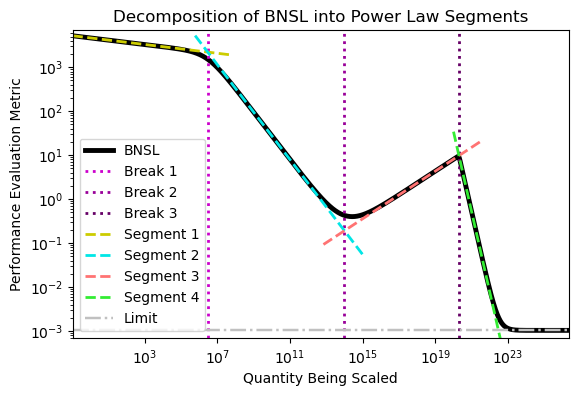 Decomposition of BNSL into Power Law Segments
Performance Evaluation Metric
10³
10²
10¹
10⁰
10⁻¹
10⁻²
10⁻³
BNSL
Break 1
Break 2
Break 3
Segment 1
Segment 2
Segment 3
Segment 4
Limit
10³ 10⁷ 10¹¹ 10¹⁵ 10¹⁹ 10²³
Quantity Being Scaled